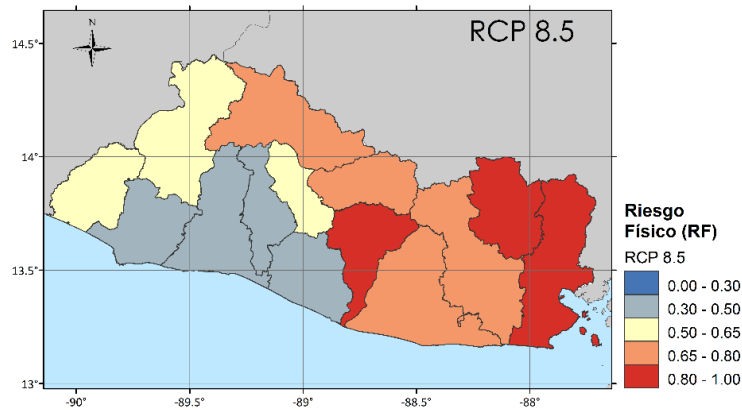 RCP 8.5
N
14.5°
14°
13.5°
13°
-90°
-89.5°
-89°
-88.5°
-88°
Riesgo
Físico (RF)
RCP 8.5
0.00 - 0.30
0.30 - 0.50
0.50 - 0.65
0.65 - 0.80
0.80 - 1.00